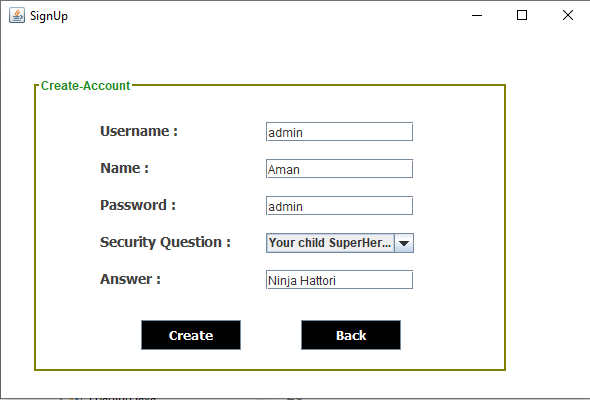 SignUp
Create-Account
Username : admin
Name : Aman
Password : admin
Security Question : Your child SuperHer...
Answer : Ninja Hattori
Create Back